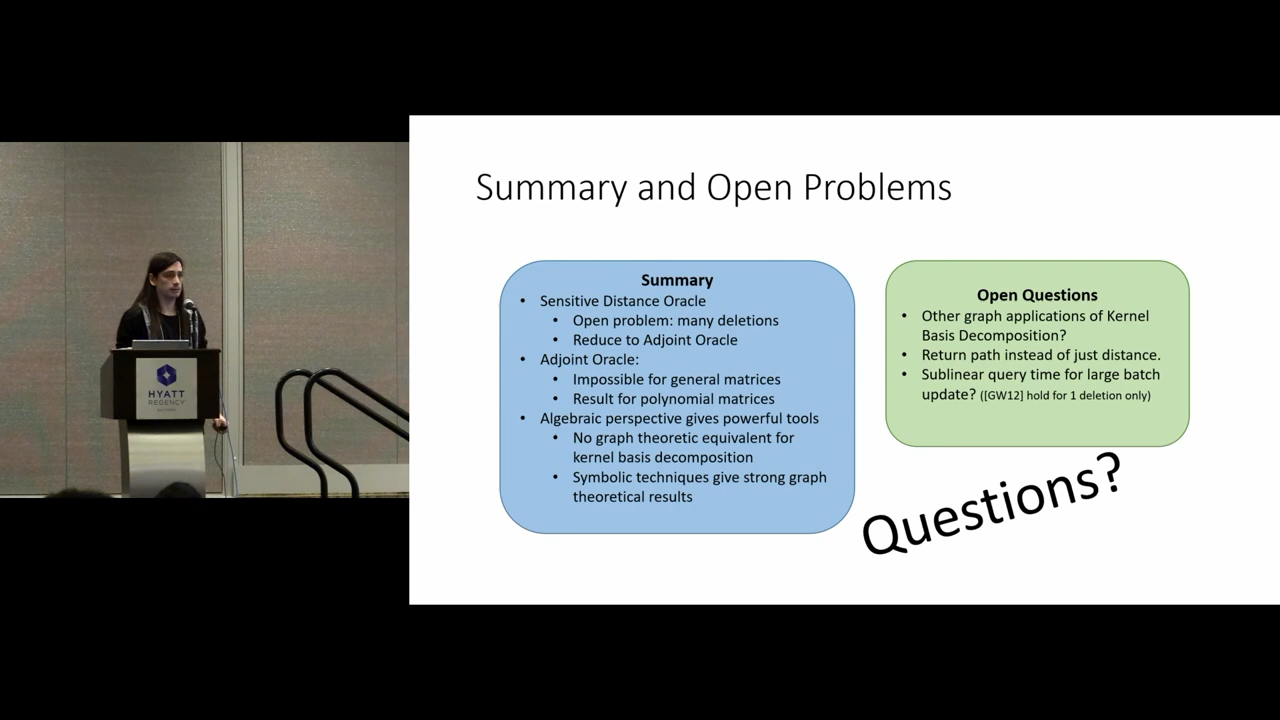 Summary and Open Problems
Summary
• Sensitive Distance Oracle
• Open problem: many deletions
• Reduce to Adjoint Oracle
• Adjoint Oracle:
• Impossible for general matrices
• Result for polynomial matrices
• Algebraic perspective gives powerful tools
• No graph theoretic equivalent for
kernel basis decomposition
• Symbolic techniques give strong graph
theoretical results
Open Questions
• Other graph applications of Kernel
Basis Decomposition?
• Return path instead of just distance.
• Sublinear query time for large batch
update? ([GW12] hold for 1 deletion only)
Questions?
HYATT
REGENCY